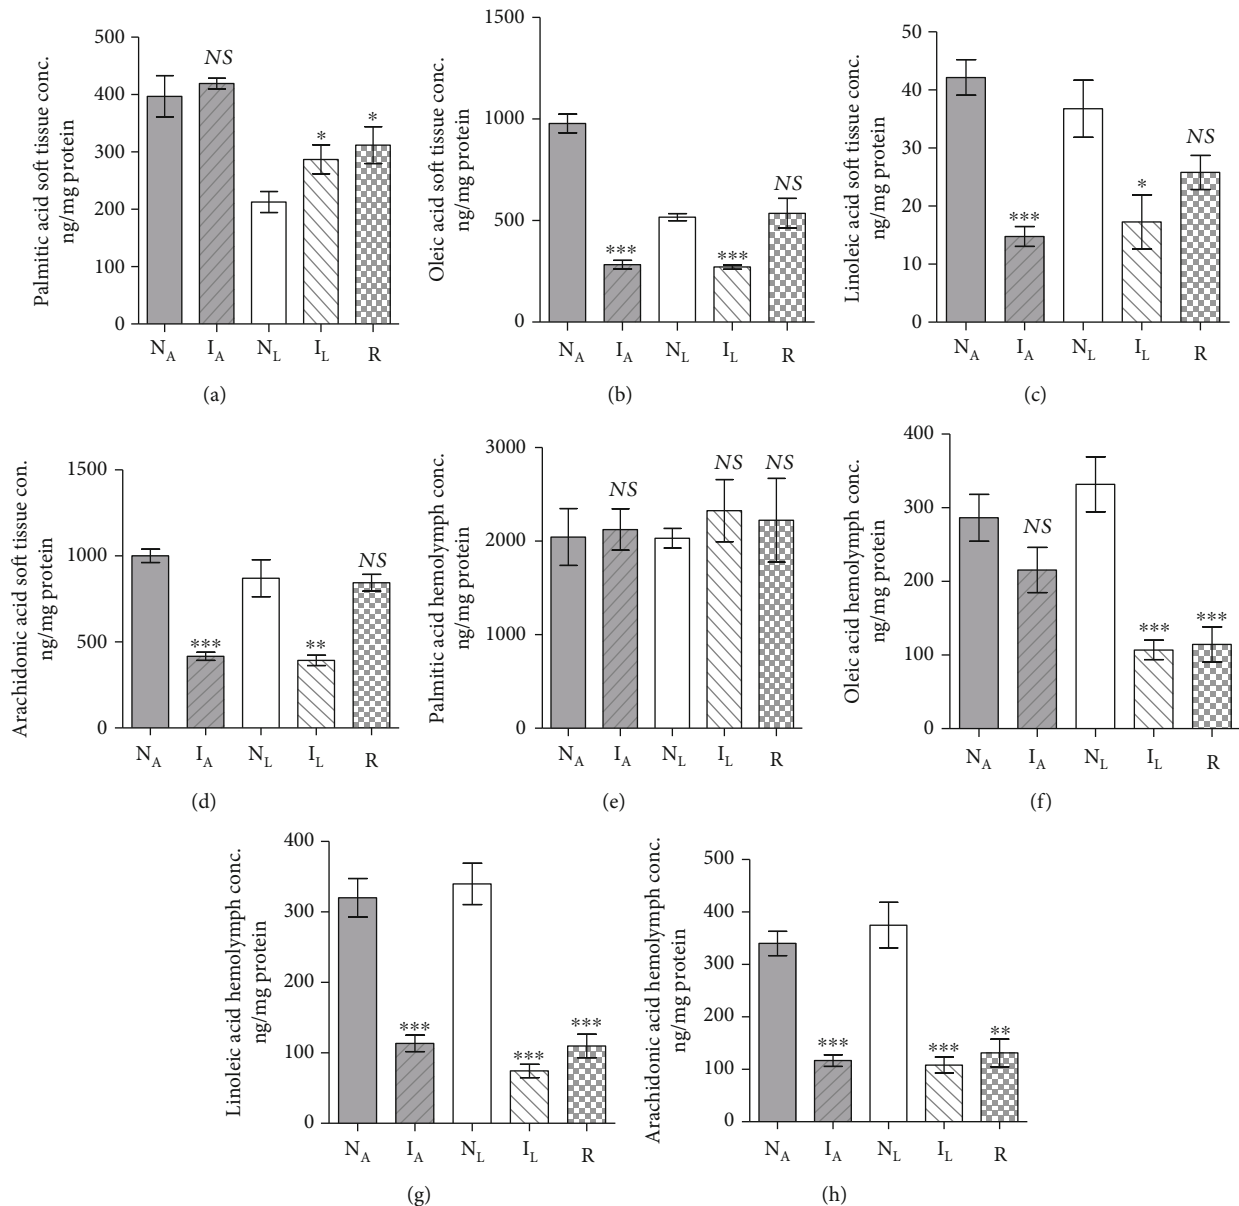 Palmitic acid soft tissue conc.
ng/mg protein
500
400
300
200
100
0
NS
*
*
N_A I_A N_L I_L R
(a)
Oleic acid soft tissue conc.
ng/mg protein
1500
1000
500
0
***
***
NS
N_A I_A N_L I_L R
(b)
Linoleic acid soft tissue conc.
ng/mg protein
50
40
30
20
10
0
***
*
NS
N_A I_A N_L I_L R
(c)
Arachidonic acid soft tissue con.
ng/mg protein
1500
1000
500
0
***
**
NS
N_A I_A N_L I_L R
(d)
Palmitic acid hemolymph conc.
ng/mg protein
3000
2000
1000
0
NS
NS
NS
N_A I_A N_L I_L R
(e)
Oleic acid hemolymph conc.
ng/mg protein
400
300
200
100
0
NS
***
***
N_A I_A N_L I_L R
(f)
Linoleic acid hemolymph conc.
ng/mg protein
400
300
200
100
0
***
***
***
N_A I_A N_L I_L R
(g)
Arachidonic acid hemolymph conc.
ng/mg protein
500
400
300
200
100
0
***
***
**
N_A I_A N_L I_L R
(h)